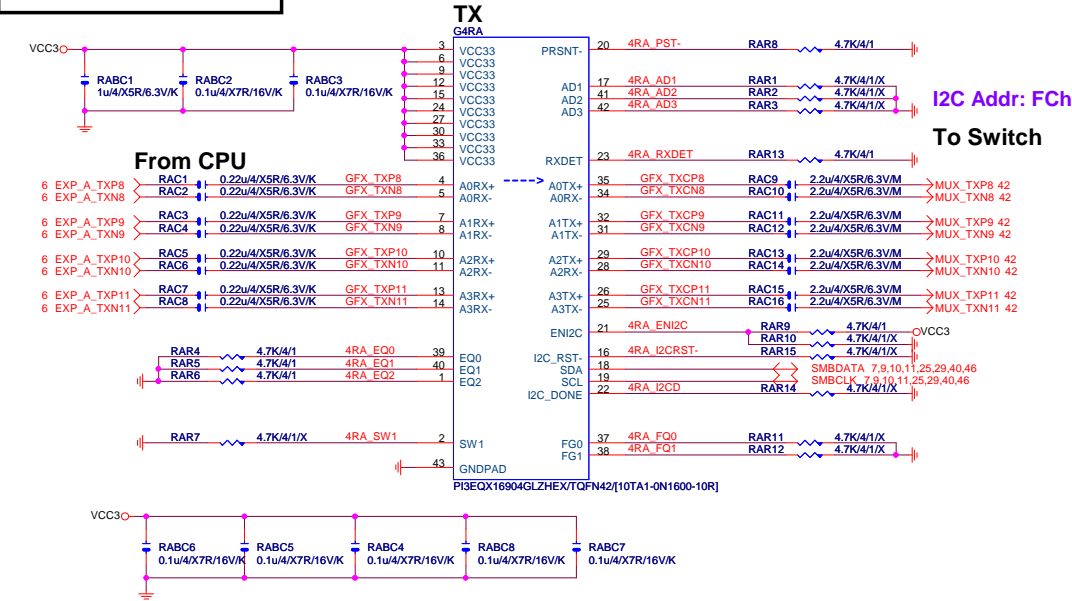 TX
G4RA
VCC3
RABC1
1u/4/X5R/6.3V/K
RABC2
0.1u/4/X7R/16V/K
RABC3
0.1u/4/X7R/16V/K
3 VCC33
6 VCC33
9 VCC33
12 VCC33
15 VCC33
24 VCC33
27 VCC33
30 VCC33
33 VCC33
36 VCC33
PRSNT- 20 4RA_PST- RAR8 4.7K/4/1
AD1 17 4RA_AD1 RAR1 4.7K/4/1/X
AD2 41 4RA_AD2 RAR2 4.7K/4/1/X
AD3 42 4RA_AD3 RAR3 4.7K/4/1/X
I2C Addr: FCh
To Switch
From CPU
RXDET 23 4RA_RXDET RAR13 4.7K/4/1
6 EXP_A_TXP8 RAC1 0.22u/4/X5R/6.3V/K GFX_TXP8 4 A0RX+ A0TX+ 35 GFX_TXCP8 RAC9 2.2u/4/X5R/6.3V/M MUX_TXP8 42
6 EXP_A_TXN8 RAC2 0.22u/4/X5R/6.3V/K GFX_TXN8 5 A0RX- A0RX- 34 GFX_TXCN8 RAC10 2.2u/4/X5R/6.3V/M MUX_TXN8 42
6 EXP_A_TXP9 RAC3 0.22u/4/X5R/6.3V/K GFX_TXP9 7 A1RX+ A1TX+ 32 GFX_TXCP9 RAC11 2.2u/4/X5R/6.3V/M MUX_TXP9 42
6 EXP_A_TXN9 RAC4 0.22u/4/X5R/6.3V/K GFX_TXN9 8 A1RX- A1TX- 31 GFX_TXCN9 RAC12 2.2u/4/X5R/6.3V/M MUX_TXN9 42
6 EXP_A_TXP10 RAC5 0.22u/4/X5R/6.3V/K GFX_TXP10 10 A2RX+ A2TX+ 29 GFX_TXCP10 RAC13 2.2u/4/X5R/6.3V/M MUX_TXP10 42
6 EXP_A_TXN10 RAC6 0.22u/4/X5R/6.3V/K GFX_TXN10 11 A2RX- A2RX- 28 GFX_TXCN10 RAC14 2.2u/4/X5R/6.3V/M MUX_TXN10 42
6 EXP_A_TXP11 RAC7 0.22u/4/X5R/6.3V/K GFX_TXP11 13 A3RX+ A3TX+ 26 GFX_TXCP11 RAC15 2.2u/4/X5R/6.3V/M MUX_TXP11 42
6 EXP_A_TXN11 RAC8 0.22u/4/X5R/6.3V/K GFX_TXN11 14 A3RX- A3TX- 25 GFX_TXCN11 RAC16 2.2u/4/X5R/6.3V/M MUX_TXN11 42
ENI2C 21 4RA_ENI2C RAR9 4.7K/4/1 VCC3
RAR10 4.7K/4/1/X
RAR4 4.7K/4/1 4RA_EQ0 39 EQ0 I2C_RST- 16 4RA_I2CRST- RAR15 4.7K/4/1/X
RAR5 4.7K/4/1 4RA_EQ1 40 EQ1 SDA 18 SMBDATA 7,9,10,11,25,29,40,46
RAR6 4.7K/4/1 4RA_EQ2 1 EQ2 SCL 19 SMBCLK 7,9,10,11,25,29,40,46
I2C_DONE 22 4RA_I2CD RAR14 4.7K/4/1/X
RAR7 4.7K/4/1/X 4RA_SW1 2 SW1 FG0 37 4RA_FQ0 RAR11 4.7K/4/1/X
FG1 38 4RA_FQ1 RAR12 4.7K/4/1/X
43 GNDPAD
PI3EQX16904GLZHEX/TQFN42/[10TA1-0N1600-10R]
VCC3
RABC6
0.1u/4/X7R/16V/K
RABC5
0.1u/4/X7R/16V/K
RABC4
0.1u/4/X7R/16V/K
RABC8
0.1u/4/X7R/16V/K
RABC7
0.1u/4/X7R/16V/K